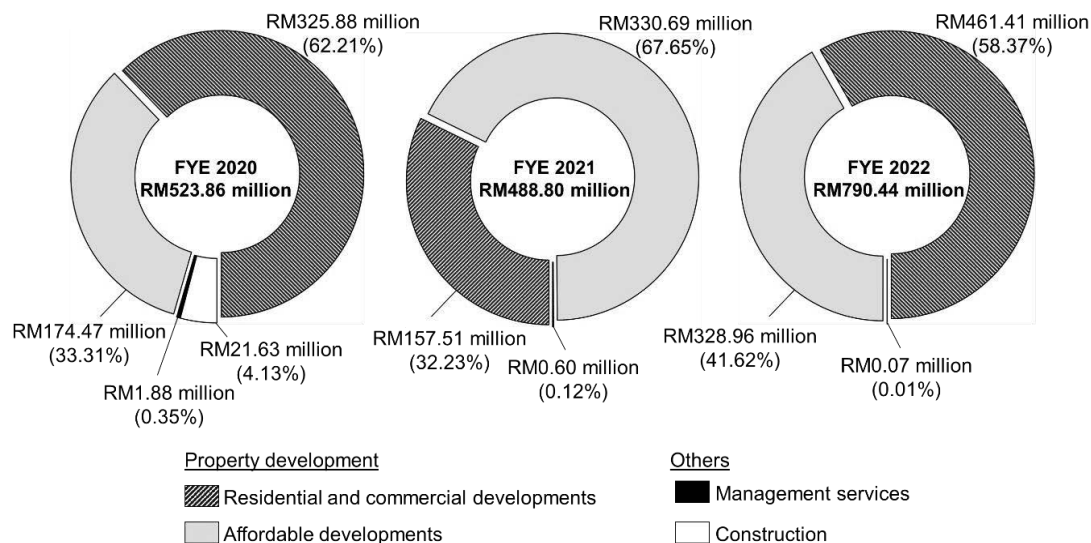 RM325.88 million
(62.21%)
FYE 2020
RM523.86 million
RM174.47 million
(33.31%)
RM1.88 million
(0.35%)
RM21.63 million
(4.13%)
RM330.69 million
(67.65%)
FYE 2021
RM488.80 million
RM157.51 million
(32.23%)
RM0.60 million
(0.12%)
RM461.41 million
(58.37%)
FYE 2022
RM790.44 million
RM328.96 million
(41.62%)
RM0.07 million
(0.01%)
Property development
Residential and commercial developments
Affordable developments
Others
Management services
Construction